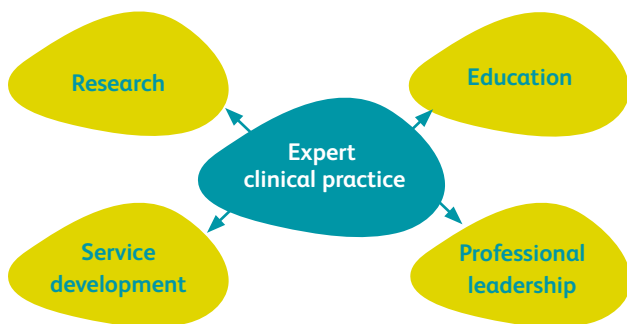 Research
Education
Expert
clinical practice
Service
development
Professional
leadership